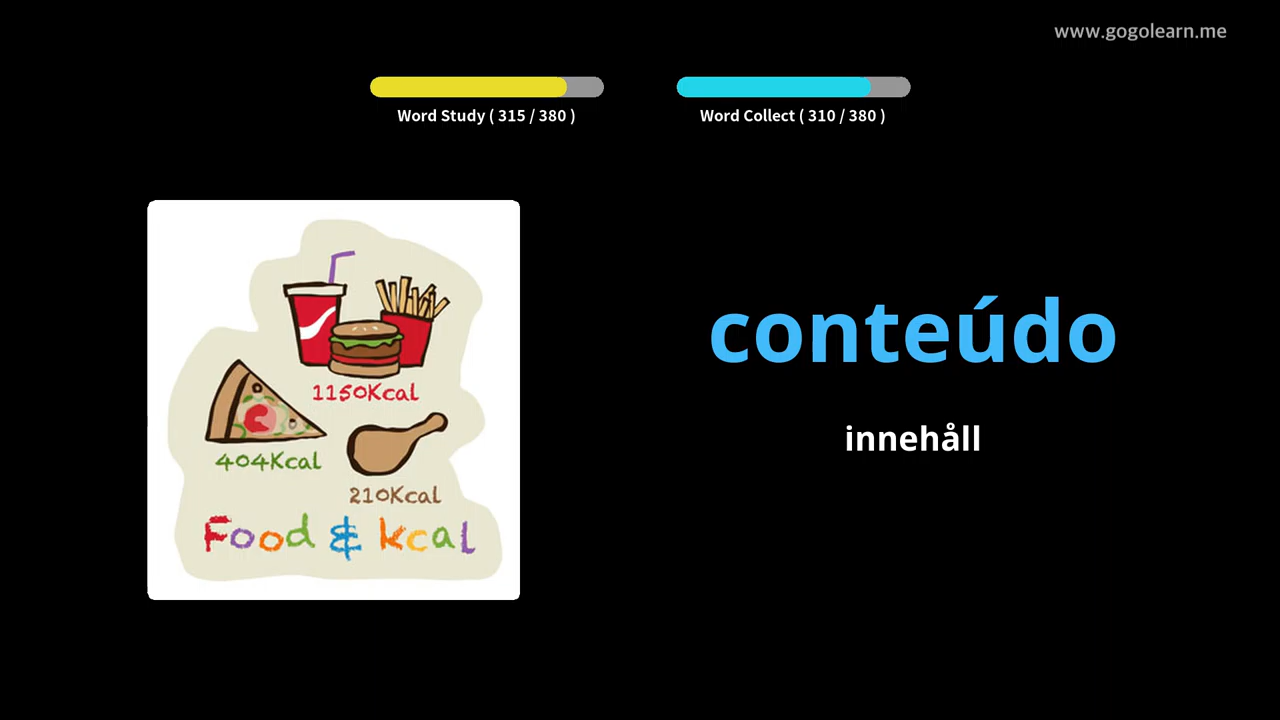 www.gogolearn.me
Word Study ( 315 / 380 )
Word Collect ( 310 / 380 )
1150Kcal
404Kcal
210Kcal
Food & kcal
conteúdo
innehåll